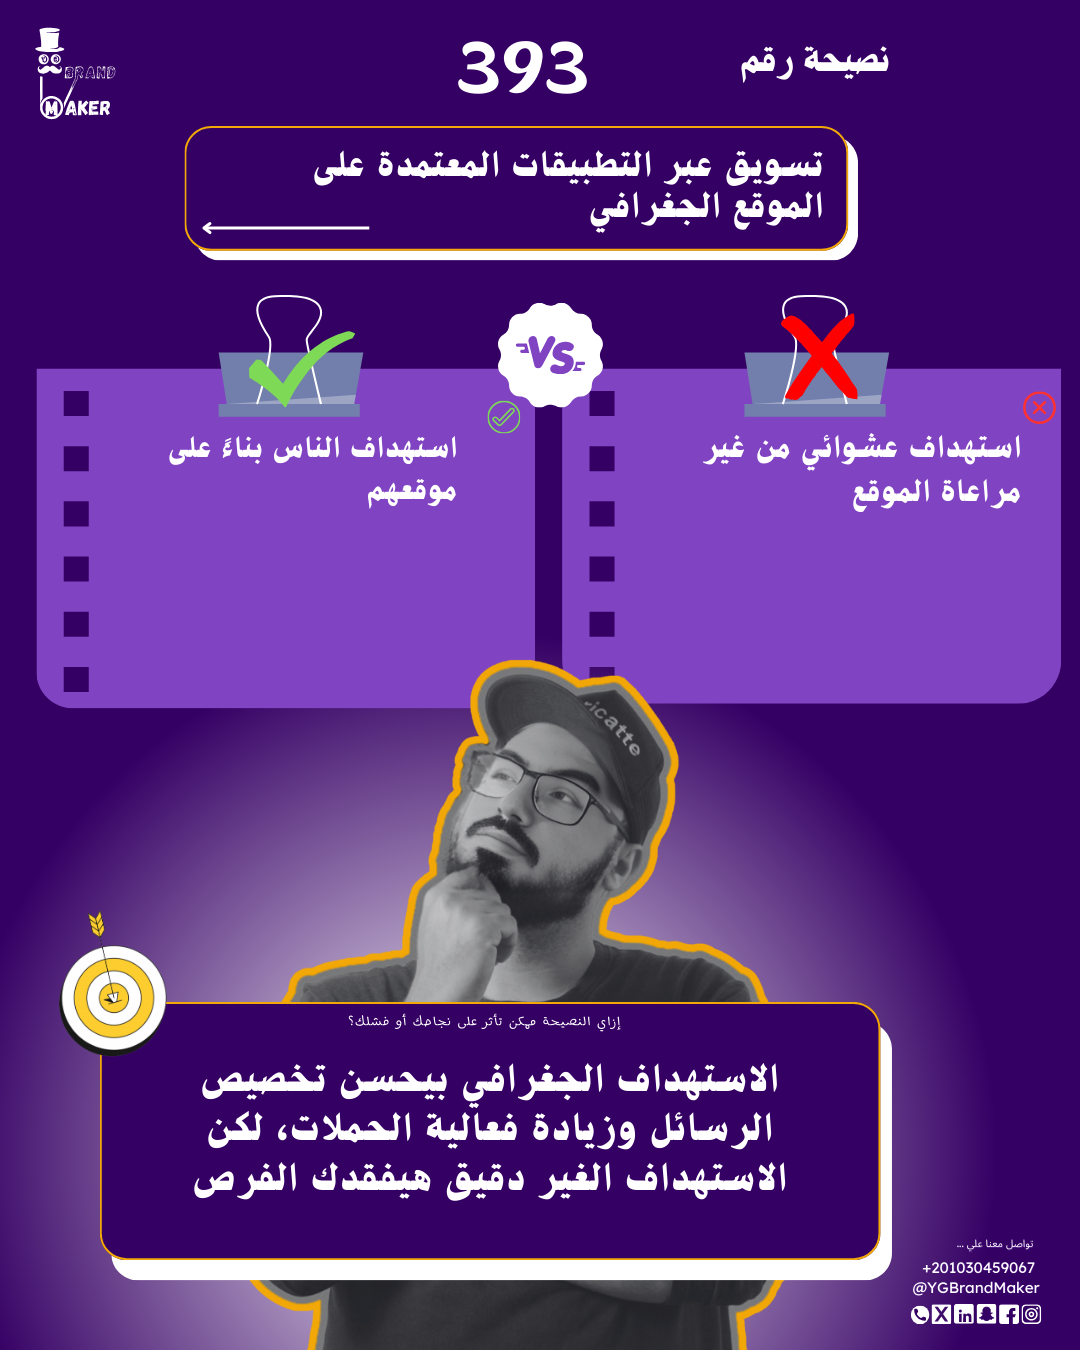 BRAND
MAKER
نصيحة رقم
393
تسويق عبر التطبيقات المعتمدة على
الموقع الجغرافي
VS
استهداف عشوائي من غير
مراعاة الموقع
استهداف الناس بناءً على
موقعهم
icatte
إزاي النصيحة ممكن تأثر على نجاحك أو فشلك؟
الاستهداف الجغرافي بيحسن تخصيص
الرسائل وزيادة فعالية الحملات، لكن
الاستهداف الغير دقيق هيفقدك الفرص
تواصل معنا علي ...
+201030459067
@YGBrandMaker